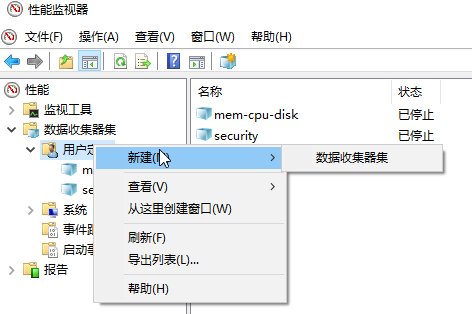 性能监视器
文件(F) 操作(A) 查看(V) 窗口(W) 帮助(H)
性能
监视工具
数据收集器集
用户定
系统
事件跟
启动事
报告
名称 状态
mem-cpu-disk 已停止
security 已停止
新建(
数据收集器集
查看(V)
从这里创建窗口(W)
刷新(F)
导出列表(L)...
帮助(H)